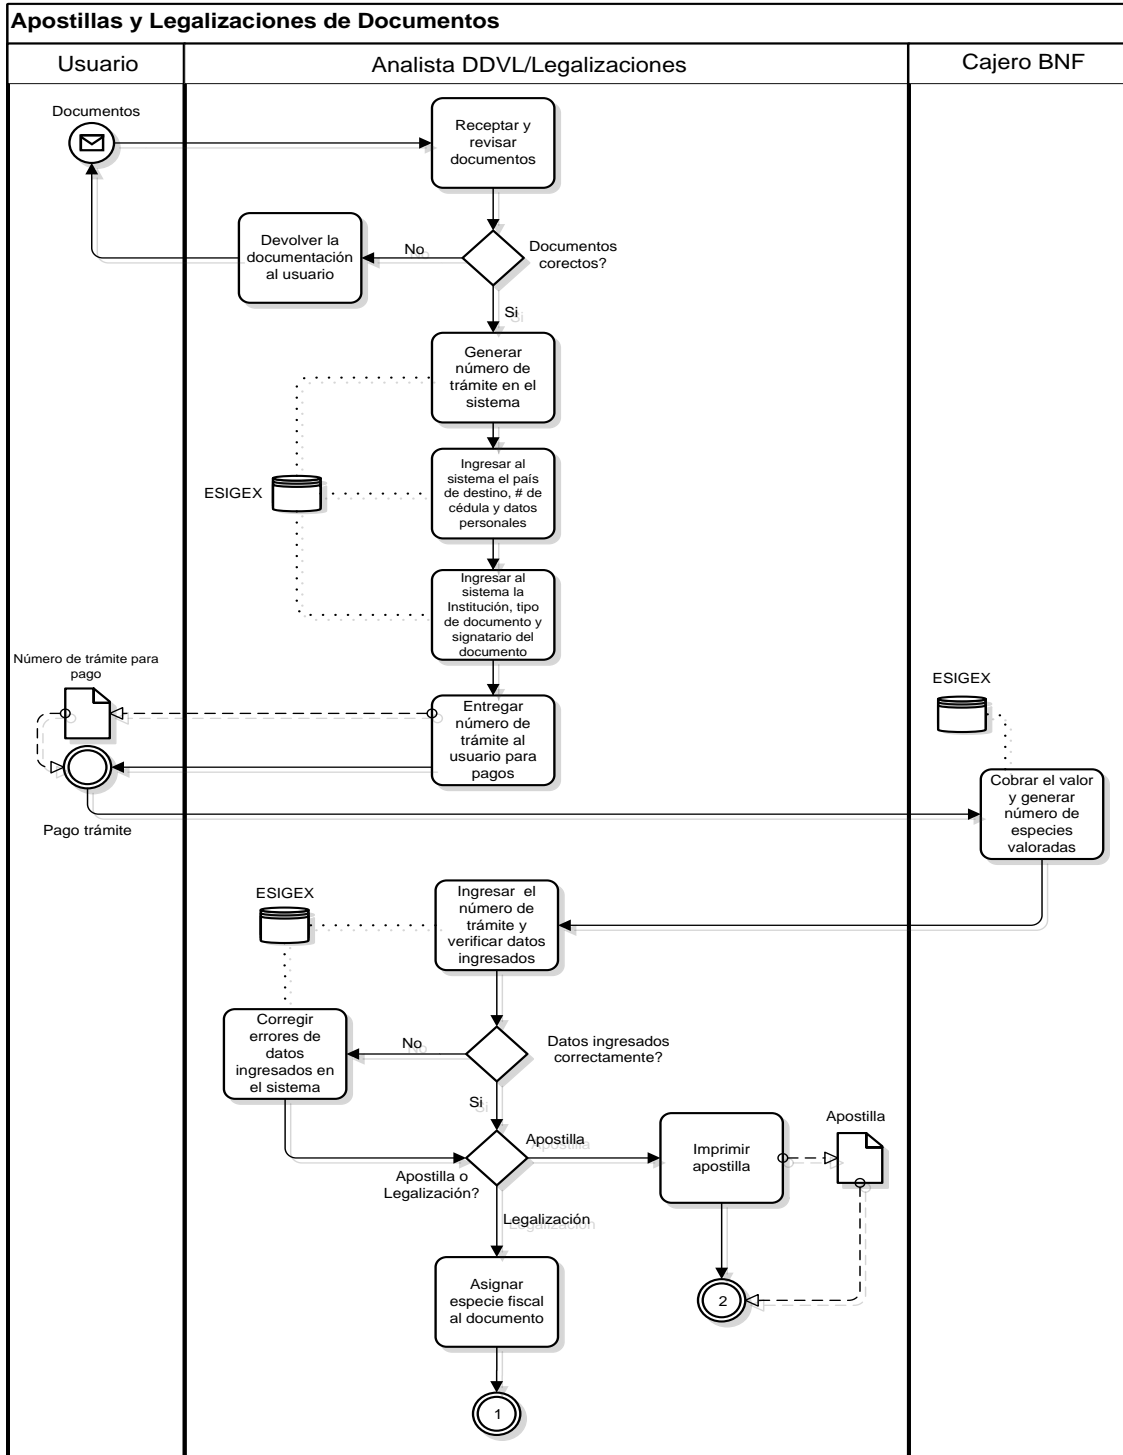 Apostillas y Legalizaciones de Documentos
Usuario
Analista DDVL/Legalizaciones
Cajero BNF
Documentos
Receptar y
revisar
documentos
Devolver la
documentación
al usuario
No
Documentos
corectos?
Si
Generar
número de
trámite en el
sistema
ESIGEX
Ingresar al
sistema el país
de destino, # de
cédula y datos
personales
Ingresar al
sistema la
Institución, tipo
de documento y
signatario del
documento
Número de trámite para
pago
Entregar
número de
trámite al
usuario para
pagos
ESIGEX
Pago trámite
Cobrar el valor
y generar
número de
especies
valoradas
ESIGEX
Ingresar el
número de
trámite y
verificar datos
ingresados
Corregir
errores de
datos
ingresados en
el sistema
No
Datos ingresados
correctamente?
Si
Apostilla o
Legalización?
Apostilla
Imprimir
apostilla
Apostilla
Legalización
Asignar
especie fiscal
al documento
2
1